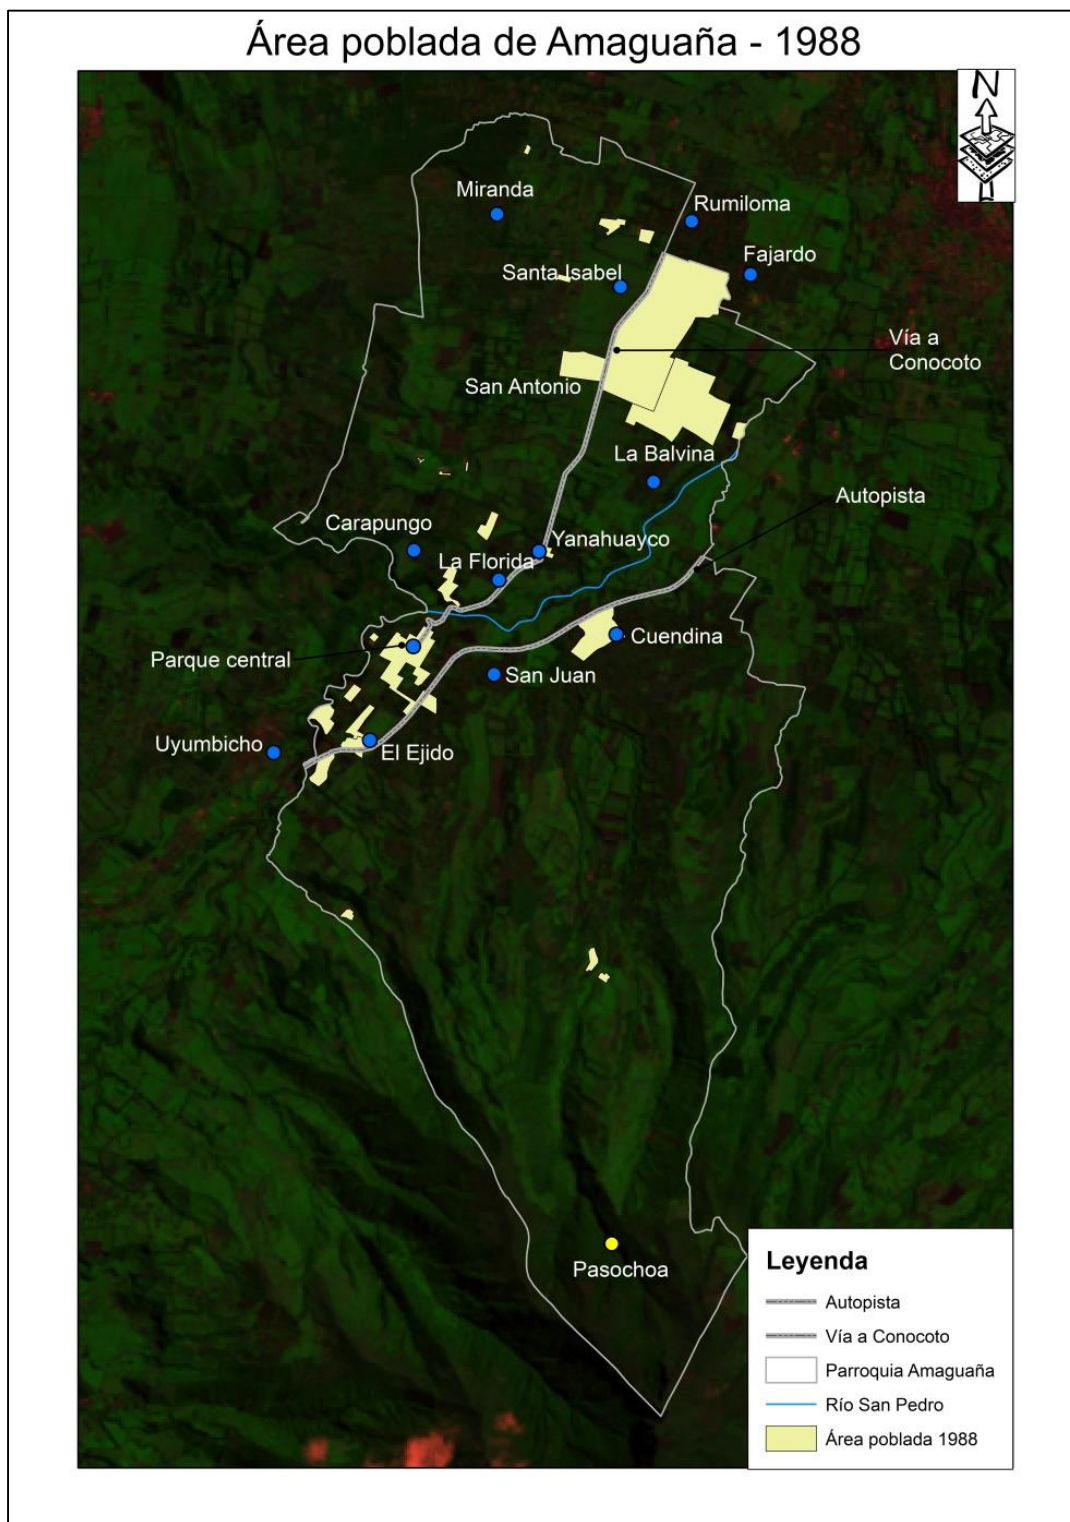 Área poblada de Amaguaña - 1988
N
Miranda
Rumiloma
Fajardo
Santa Isabel
Vía a
Conocoto
San Antonio
La Balvina
Autopista
Carapungo
Yanahuayco
La Florida
Cuendina
Parque central
San Juan
Uyumbicho
El Ejido
Pasochoa
Leyenda
Autopista
Vía a Conocoto
Parroquia Amaguaña
Río San Pedro
Área poblada 1988